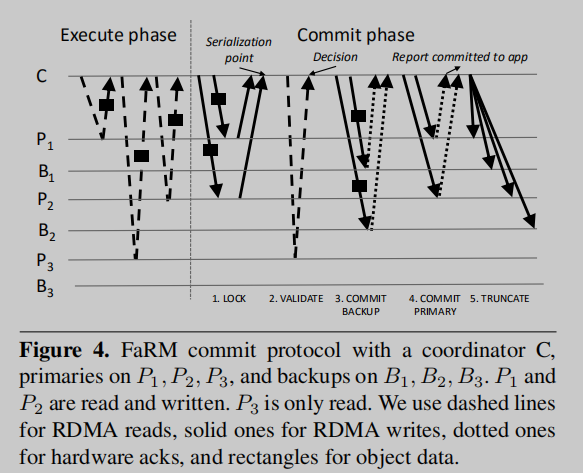 Execute phase
Commit phase
Serialization
point
Decision
Report committed to app
C
P1
B1
P2
B2
P3
B3
1. LOCK
2. VALIDATE
3. COMMIT
BACKUP
4. COMMIT
PRIMARY
5. TRUNCATE
Figure 4. FaRM commit protocol with a coordinator C,
primaries on P1, P2, P3, and backups on B1, B2, B3. P1 and
P2 are read and written. P3 is only read. We use dashed lines
for RDMA reads, solid ones for RDMA writes, dotted ones
for hardware acks, and rectangles for object data.